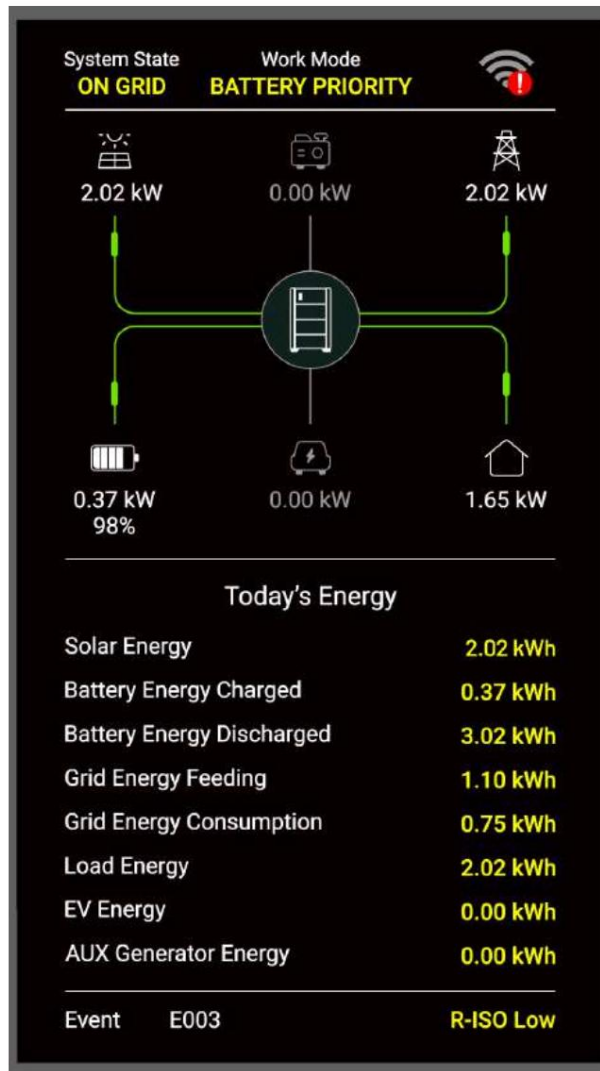 System State Work Mode
ON GRID BATTERY PRIORITY
2.02 kW 0.00 kW 2.02 kW
0.37 kW 0.00 kW 1.65 kW
98%
Today's Energy
Solar Energy 2.02 kWh
Battery Energy Charged 0.37 kWh
Battery Energy Discharged 3.02 kWh
Grid Energy Feeding 1.10 kWh
Grid Energy Consumption 0.75 kWh
Load Energy 2.02 kWh
EV Energy 0.00 kWh
AUX Generator Energy 0.00 kWh
Event E003 R-ISO Low